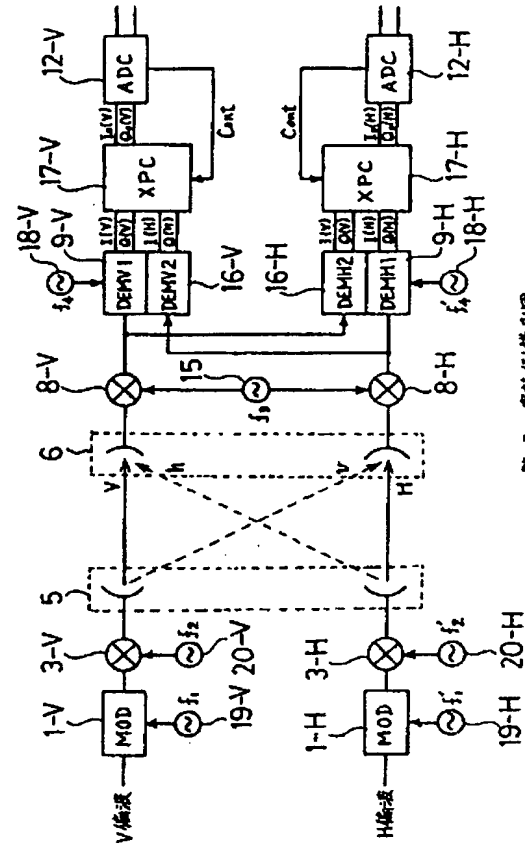 V偏波
MOD
1-V
f₁
19-V
3-V
f₂
20-V
5
6
V
h
8-V
15
f₃
18-V
f₄
9-V
DEMV1
DEMV2
16-V
I(V)
Q(V)
I(H)
Q(H)
17-V
XPC
Cont
12-V
ADC
H偏波
MOD
1-H
f₁'
19-H
3-H
f₂'
20-H
v
H
8-H
16-H
DEMH2
DEMH1
9-H
18-H
f₄'
I(V)
Q(V)
I(H)
Q(H)
XPC
17-H
Cont
ADC
12-H